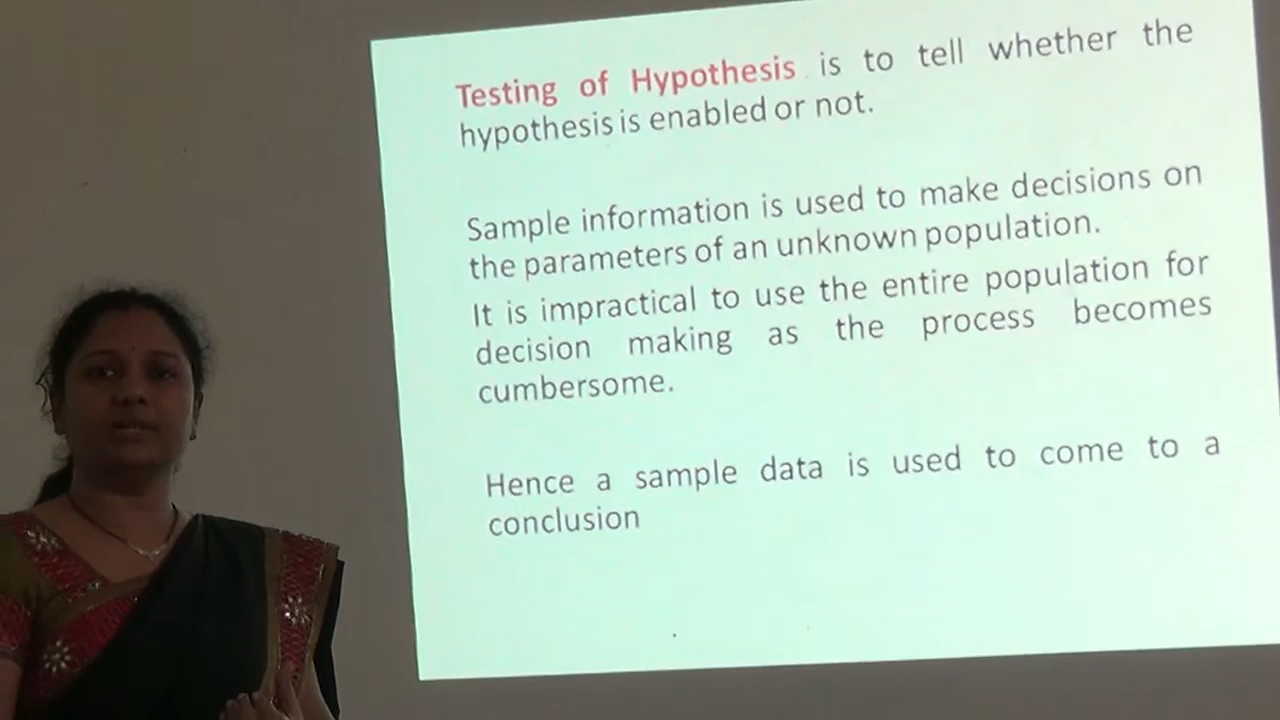 Testing of Hypothesis is to tell whether the
hypothesis is enabled or not.
Sample information is used to make decisions on
the parameters of an unknown population.
It is impractical to use the entire population for
decision making as the process becomes
cumbersome.
Hence a sample data is used to come to a
conclusion